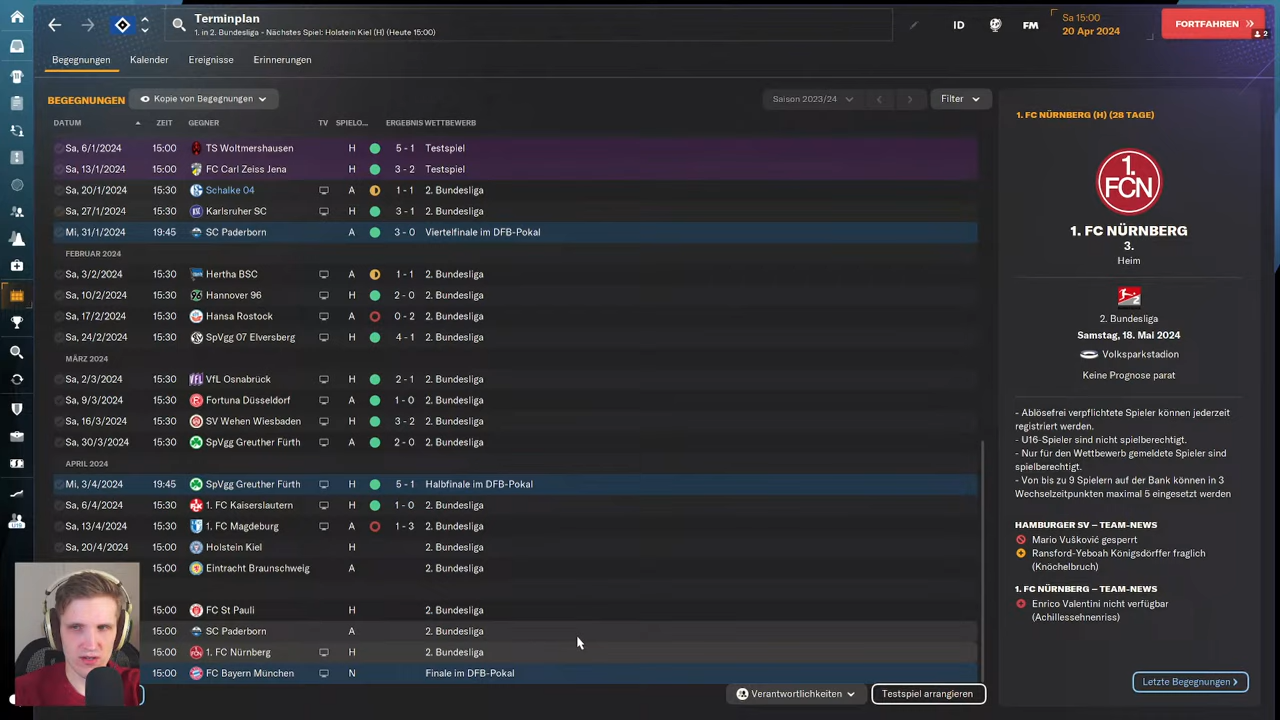 Terminplan
1. in 2. Bundesliga - Nächstes Spiel: Holstein Kiel (H) (Heute 15:00)
ID
FM
Sa 15:00
20 Apr 2024
FORTFAHREN
2
Begegnungen Kalender Ereignisse Erinnerungen
BEGEGNUNGEN Kopie von Begegnungen Saison 2023/24 Filter
DATUM ZEIT GEGNER TV SPIELO... ERGEBNIS WETTBEWERB
Sa, 6/1/2024 15:00 TS Woltmershausen H 5 - 1 Testspiel
Sa, 13/1/2024 15:00 FC Carl Zeiss Jena H 3 - 2 Testspiel
Sa, 20/1/2024 15:30 Schalke 04 A 1 - 1 2. Bundesliga
Sa, 27/1/2024 15:30 Karlsruher SC H 3 - 1 2. Bundesliga
Mi, 31/1/2024 19:45 SC Paderborn A 3 - 0 Viertelfinale im DFB-Pokal
FEBRUAR 2024
Sa, 3/2/2024 15:30 Hertha BSC A 1 - 1 2. Bundesliga
Sa, 10/2/2024 15:30 Hannover 96 H 2 - 0 2. Bundesliga
Sa, 17/2/2024 15:30 Hansa Rostock A 0 - 2 2. Bundesliga
Sa, 24/2/2024 15:30 SpVgg 07 Elversberg H 4 - 1 2. Bundesliga
MÄRZ 2024
Sa, 2/3/2024 15:30 VfL Osnabrück A 2 - 1 2. Bundesliga
Sa, 9/3/2024 15:30 Fortuna Düsseldorf A 1 - 0 2. Bundesliga
Sa, 16/3/2024 15:30 SV Wehen Wiesbaden H 3 - 2 2. Bundesliga
Sa, 30/3/2024 15:30 SpVgg Greuther Fürth A 2 - 0 2. Bundesliga
APRIL 2024
Mi, 3/4/2024 19:45 SpVgg Greuther Fürth H 5 - 1 Halbfinale im DFB-Pokal
Sa, 6/4/2024 15:30 1. FC Kaiserslautern H 1 - 0 2. Bundesliga
Sa, 13/4/2024 15:30 1. FC Magdeburg A 1 - 3 2. Bundesliga
Sa, 20/4/2024 15:00 Holstein Kiel H 2. Bundesliga
15:00 Eintracht Braunschweig A 2. Bundesliga
15:00 FC St Pauli H 2. Bundesliga
15:00 SC Paderborn A 2. Bundesliga
15:00 1. FC Nürnberg H 2. Bundesliga
15:00 FC Bayern München N Finale im DFB-Pokal
Verantwortlichkeiten Testspiel arrangieren
1. FC NÜRNBERG (H) (28 TAGE)
1.
FCN
1. FC NÜRNBERG
3.
Heim
2
2. Bundesliga
Samstag, 18. Mai 2024
Volksparkstadion
Keine Prognose parat
- Ablösefrei verpflichtete Spieler können jederzeit
registriert werden.
- U16-Spieler sind nicht spielberechtigt.
- Nur für den Wettbewerb gemeldete Spieler sind
spielberechtigt.
- Von bis zu 9 Spielern auf der Bank können in 3
Wechselzeitpunkten maximal 5 eingesetzt werden
HAMBURGER SV – TEAM-NEWS
Mario Vušković gesperrt
Ransford-Yeboah Königsdörffer fraglich
(Knöchelbruch)
1. FC NÜRNBERG – TEAM-NEWS
Enrico Valentini nicht verfügbar
(Achillessehnenriss)
Letzte Begegnungen